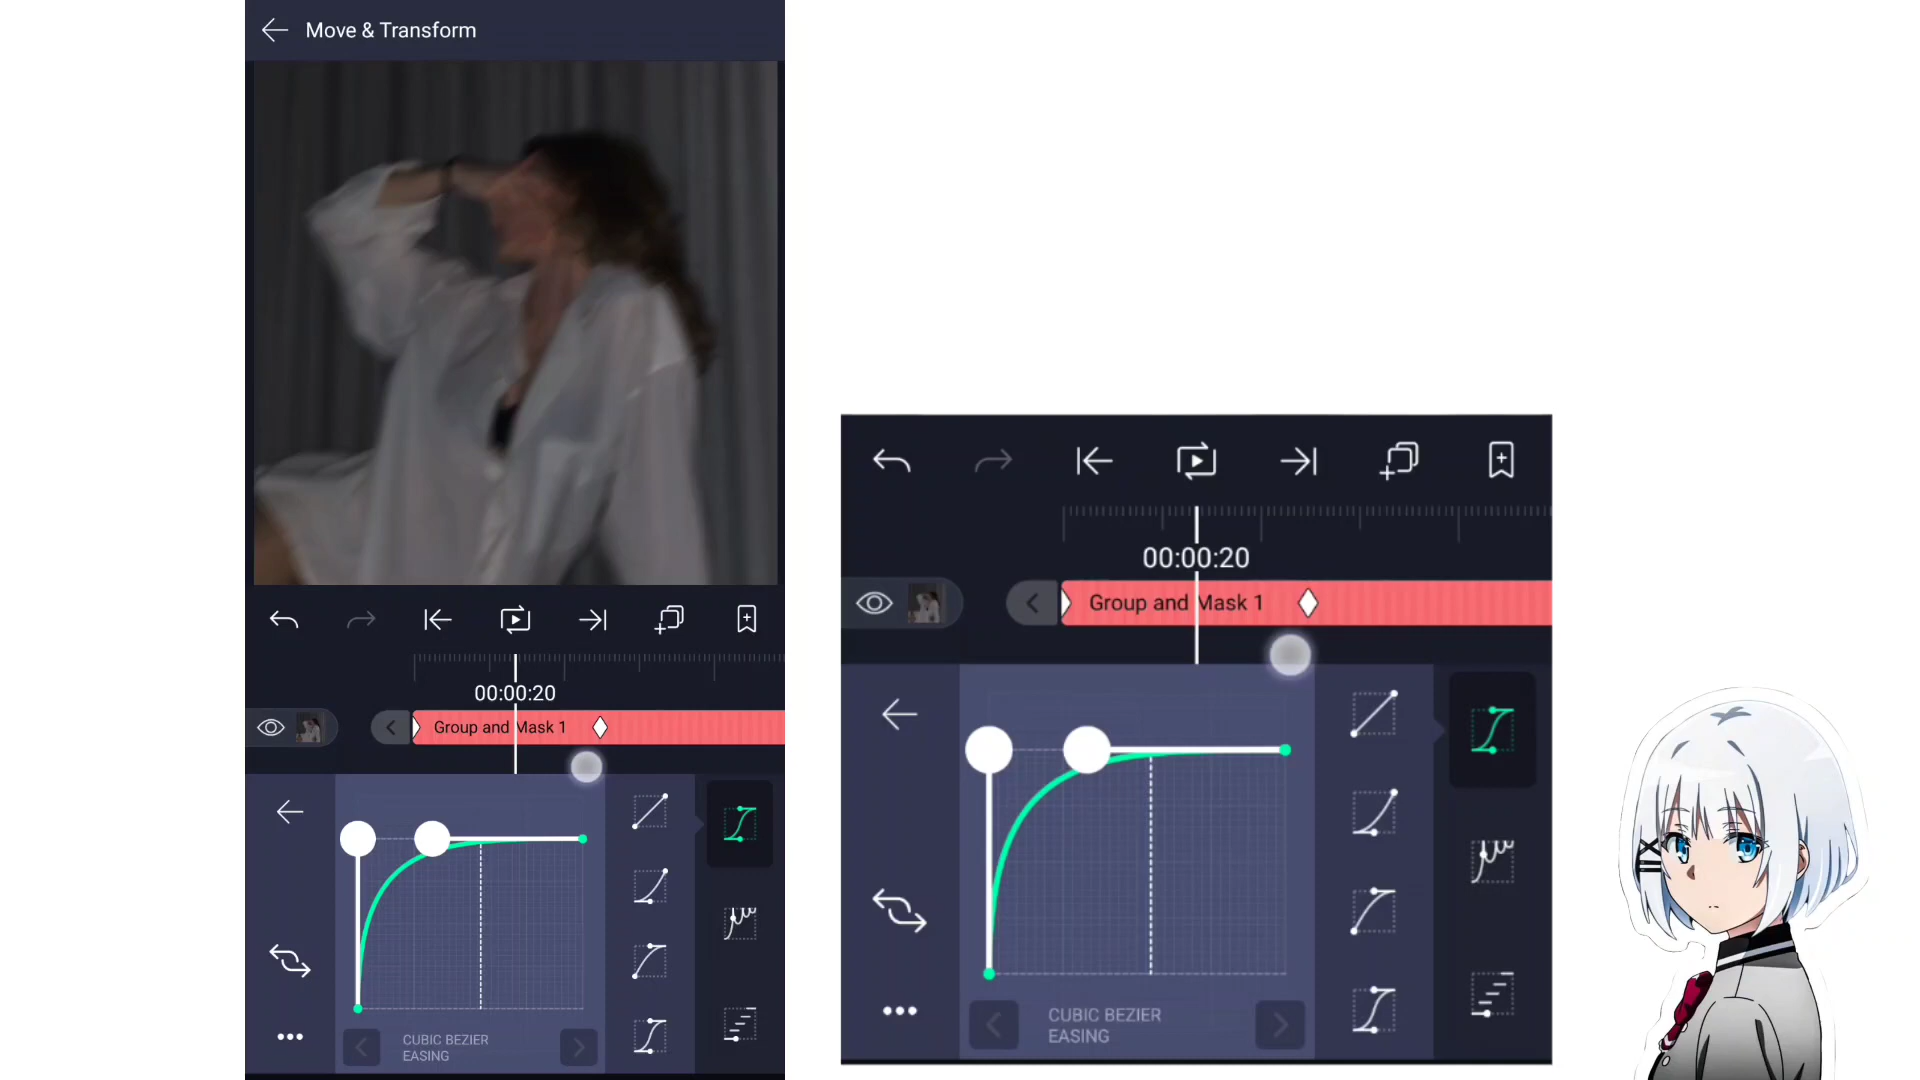 Move & Transform
00:00:20
Group and Mask 1
CUBIC BEZIER
EASING
00:00:20
Group and Mask 1
CUBIC BEZIER
EASING